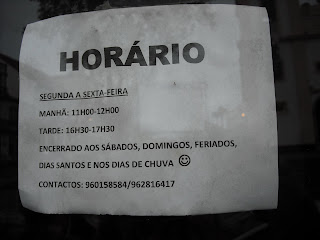 HORÁRIO
SEGUNDA A SEXTA-FEIRA
MANHÃ: 11H00-12H00
TARDE: 16H30-17H30
ENCERRADO AOS SÁBADOS, DOMINGOS, FERIADOS,
DIAS SANTOS E NOS DIAS DE CHUVA ☺
CONTACTOS: 960158584/962816417